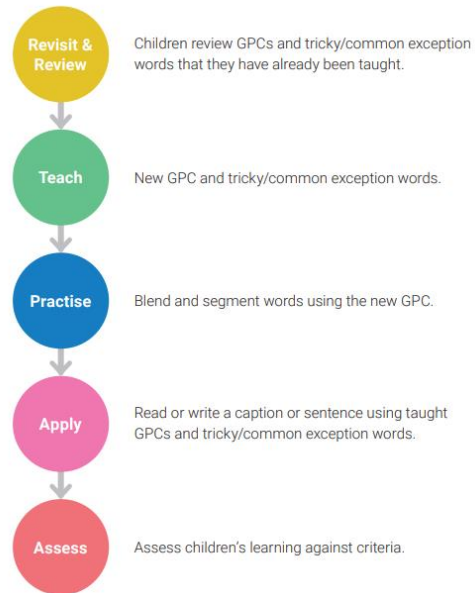 Revisit &
Review
Children review GPCs and tricky/common exception
words that they have already been taught.
Teach
New GPC and tricky/common exception words.
Practise
Blend and segment words using the new GPC.
Apply
Read or write a caption or sentence using taught
GPCs and tricky/common exception words.
Assess
Assess children's learning against criteria.